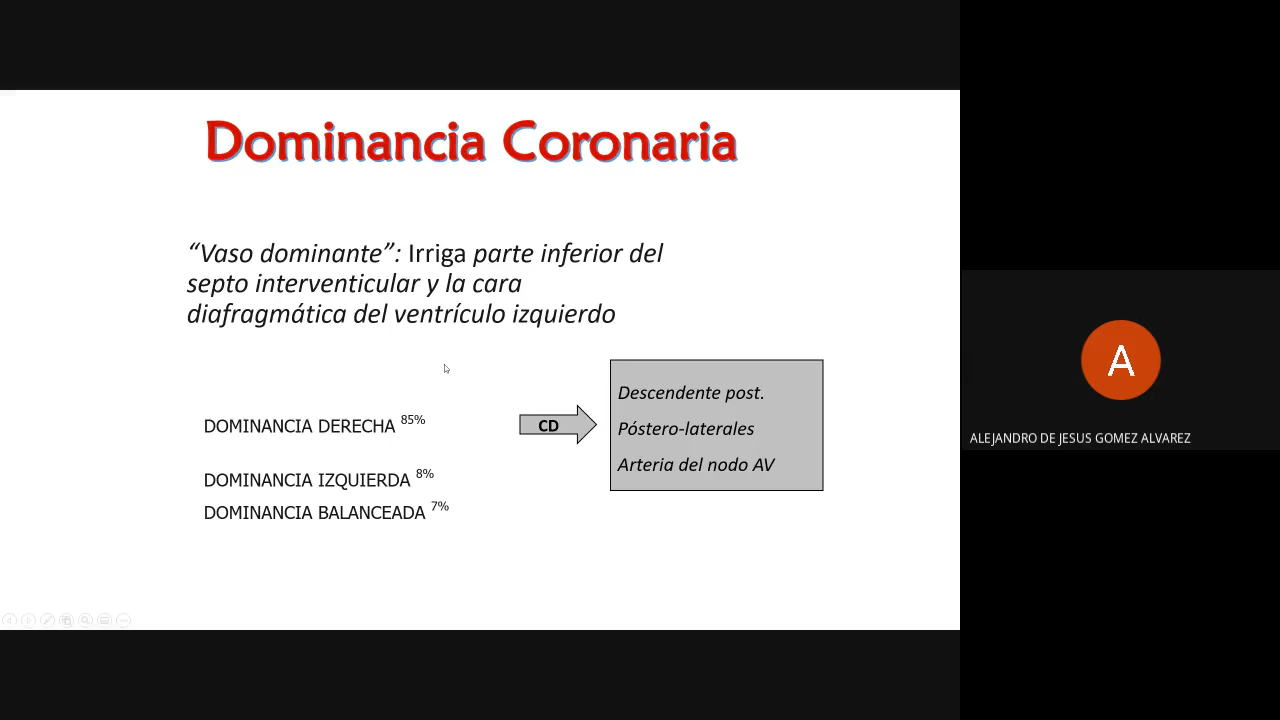 Dominancia Coronaria
“Vaso dominante”: Irriga parte inferior del
septo interventicular y la cara
diafragmática del ventrículo izquierdo
DOMINANCIA DERECHA 85%
CD
Descendente post.
Póstero-laterales
Arteria del nodo AV
DOMINANCIA IZQUIERDA 8%
DOMINANCIA BALANCEADA 7%
A
ALEJANDRO DE JESUS GOMEZ ALVAREZ